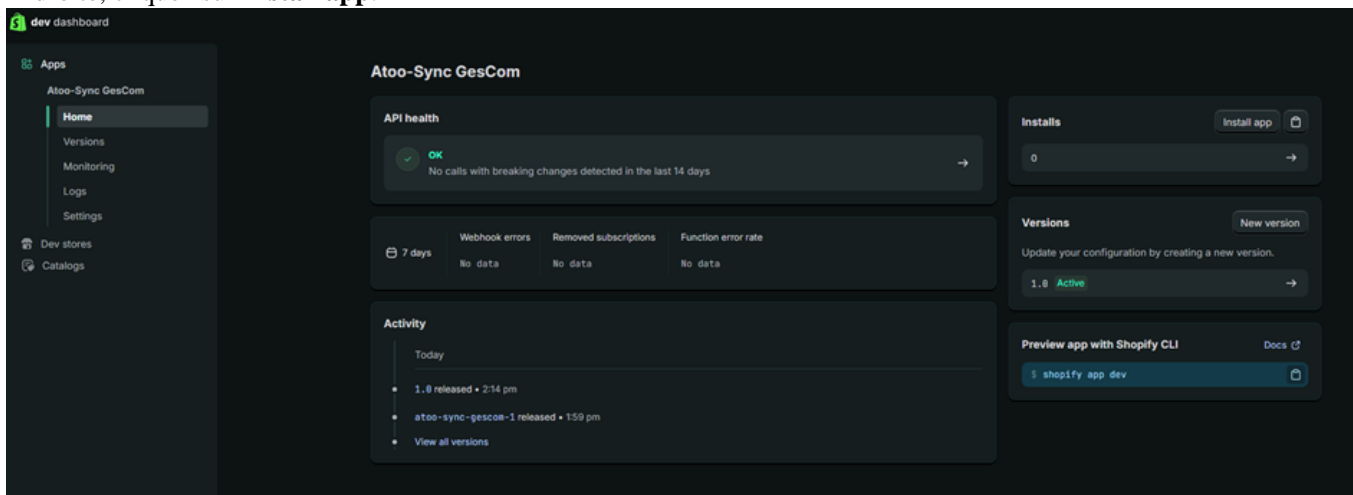 dev dashboard
Apps
Atoo-Sync GesCom
Home
Versions
Monitoring
Logs
Settings
Dev stores
Catalogs
Atoo-Sync GesCom
API health
OK
No calls with breaking changes detected in the last 14 days
7 days
Webhook errors
No data
Removed subscriptions
No data
Function error rate
No data
Activity
Today
1.0 released • 2:14 pm
atoo-sync-gescom-1 released • 1:59 pm
View all versions
Installs
Install app
0
Versions
New version
Update your configuration by creating a new version.
1.0 Active
Preview app with Shopify CLI
Docs
$ shopify app dev